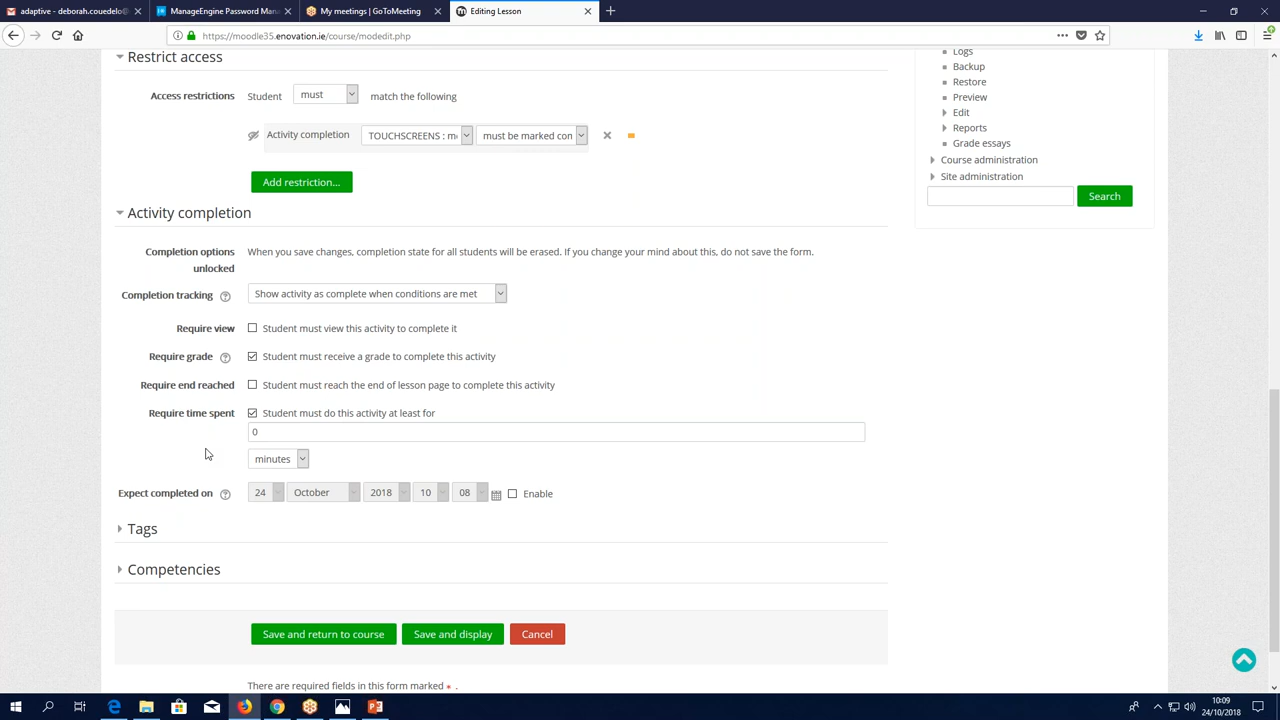 adaptive - deborah.couedelo@
ManageEngine Password Man
My meetings | GoToMeeting
Editing Lesson
https://moodle35.enovation.ie/course/modedit.php
Restrict access
Access restrictions Student must match the following
Activity completion TOUCHSCREENS : m must be marked con
Add restriction...
Activity completion
Completion options unlocked When you save changes, completion state for all students will be erased. If you change your mind about this, do not save the form.
Completion tracking Show activity as complete when conditions are met
Require view Student must view this activity to complete it
Require grade Student must receive a grade to complete this activity
Require end reached Student must reach the end of lesson page to complete this activity
Require time spent Student must do this activity at least for
0
minutes
Expect completed on 24 October 2018 10 08 Enable
Tags
Competencies
Save and return to course Save and display Cancel
There are required fields in this form marked * .
Logs
Backup
Restore
Preview
Edit
Reports
Grade essays
Course administration
Site administration
Search
10:09
24/10/2018